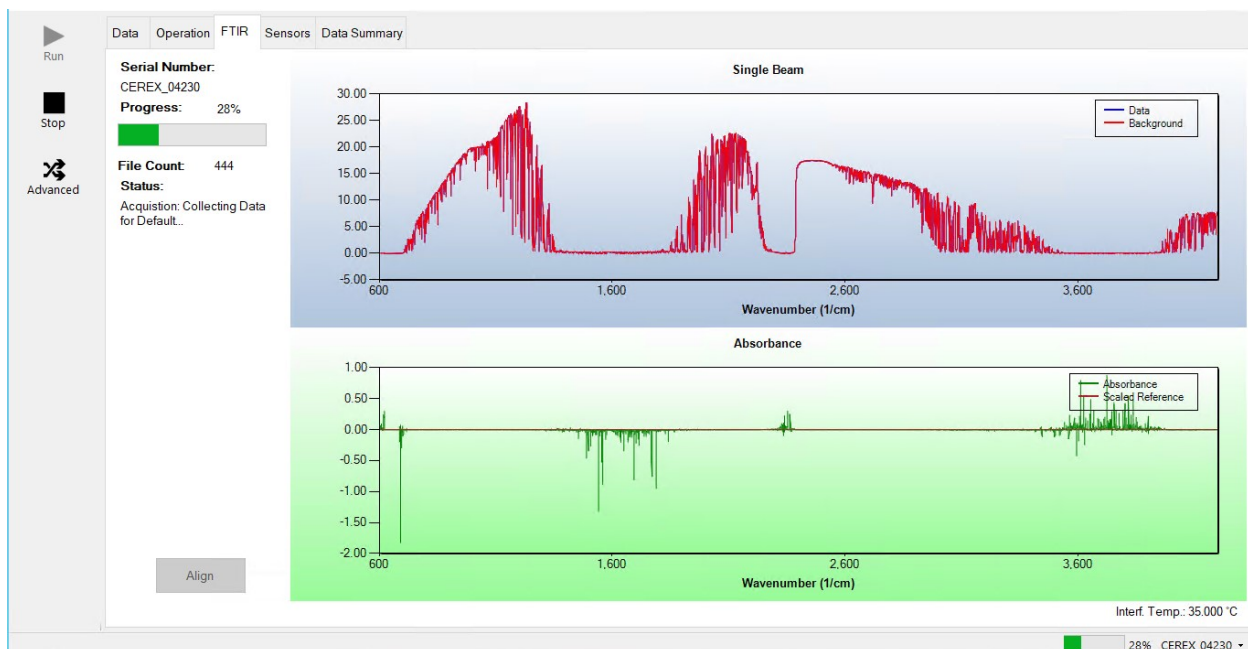 Run
Stop
Advanced
Data Operation FTIR Sensors Data Summary
Serial Number:
CEREX_04230
Progress: 28%
File Count: 444
Status:
Acquistion: Collecting Data
for Default...
Align
Single Beam
30.00
25.00
20.00
15.00
10.00
5.00
0.00
-5.00
600 1,600 2,600 3,600
Wavenumber (1/cm)
Data
Background
Absorbance
1.00
0.50
0.00
-0.50
-1.00
-1.50
-2.00
600 1,600 2,600 3,600
Wavenumber (1/cm)
Absorbance
Scaled Reference
Interf. Temp.: 35.000 °C
28% CEREX_04230